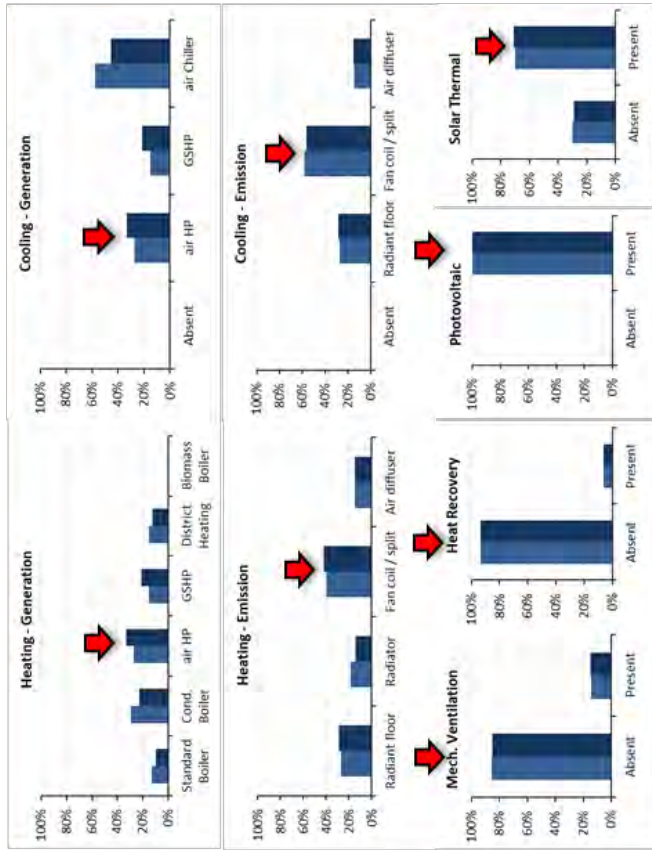 Heating - Generation
100%
80%
60%
40%
20%
0%
Standard Boiler
Cond. Boiler
air HP
GSHP
District Heating
Biomass Boiler
Cooling - Generation
100%
80%
60%
40%
20%
0%
Absent
air HP
GSHP
air Chiller
Heating - Emission
100%
80%
60%
40%
20%
0%
Radiant floor
Radiator
Fan coil / split
Air diffuser
Cooling - Emission
100%
80%
60%
40%
20%
0%
Absent
Radiant floor
Fan coil / split
Air diffuser
Mech. Ventilation
100%
80%
60%
40%
20%
0%
Absent
Present
Heat Recovery
100%
80%
60%
40%
20%
0%
Absent
Present
Photovoltaic
100%
80%
60%
40%
20%
0%
Absent
Present
Solar Thermal
100%
80%
60%
40%
20%
0%
Absent
Present